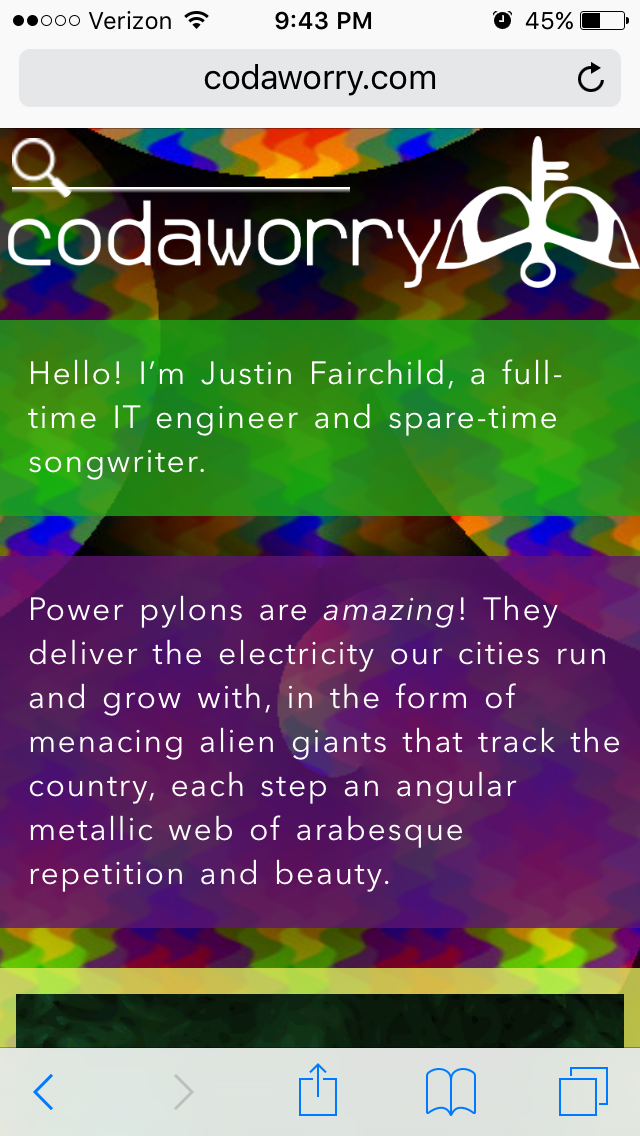 Verizon 9:43 PM 45%
codaworry.com
codaworry
Hello! I’m Justin Fairchild, a full-
time IT engineer and spare-time
songwriter.
Power pylons are amazing! They
deliver the electricity our cities run
and grow with, in the form of
menacing alien giants that track the
country, each step an angular
metallic web of arabesque
repetition and beauty.